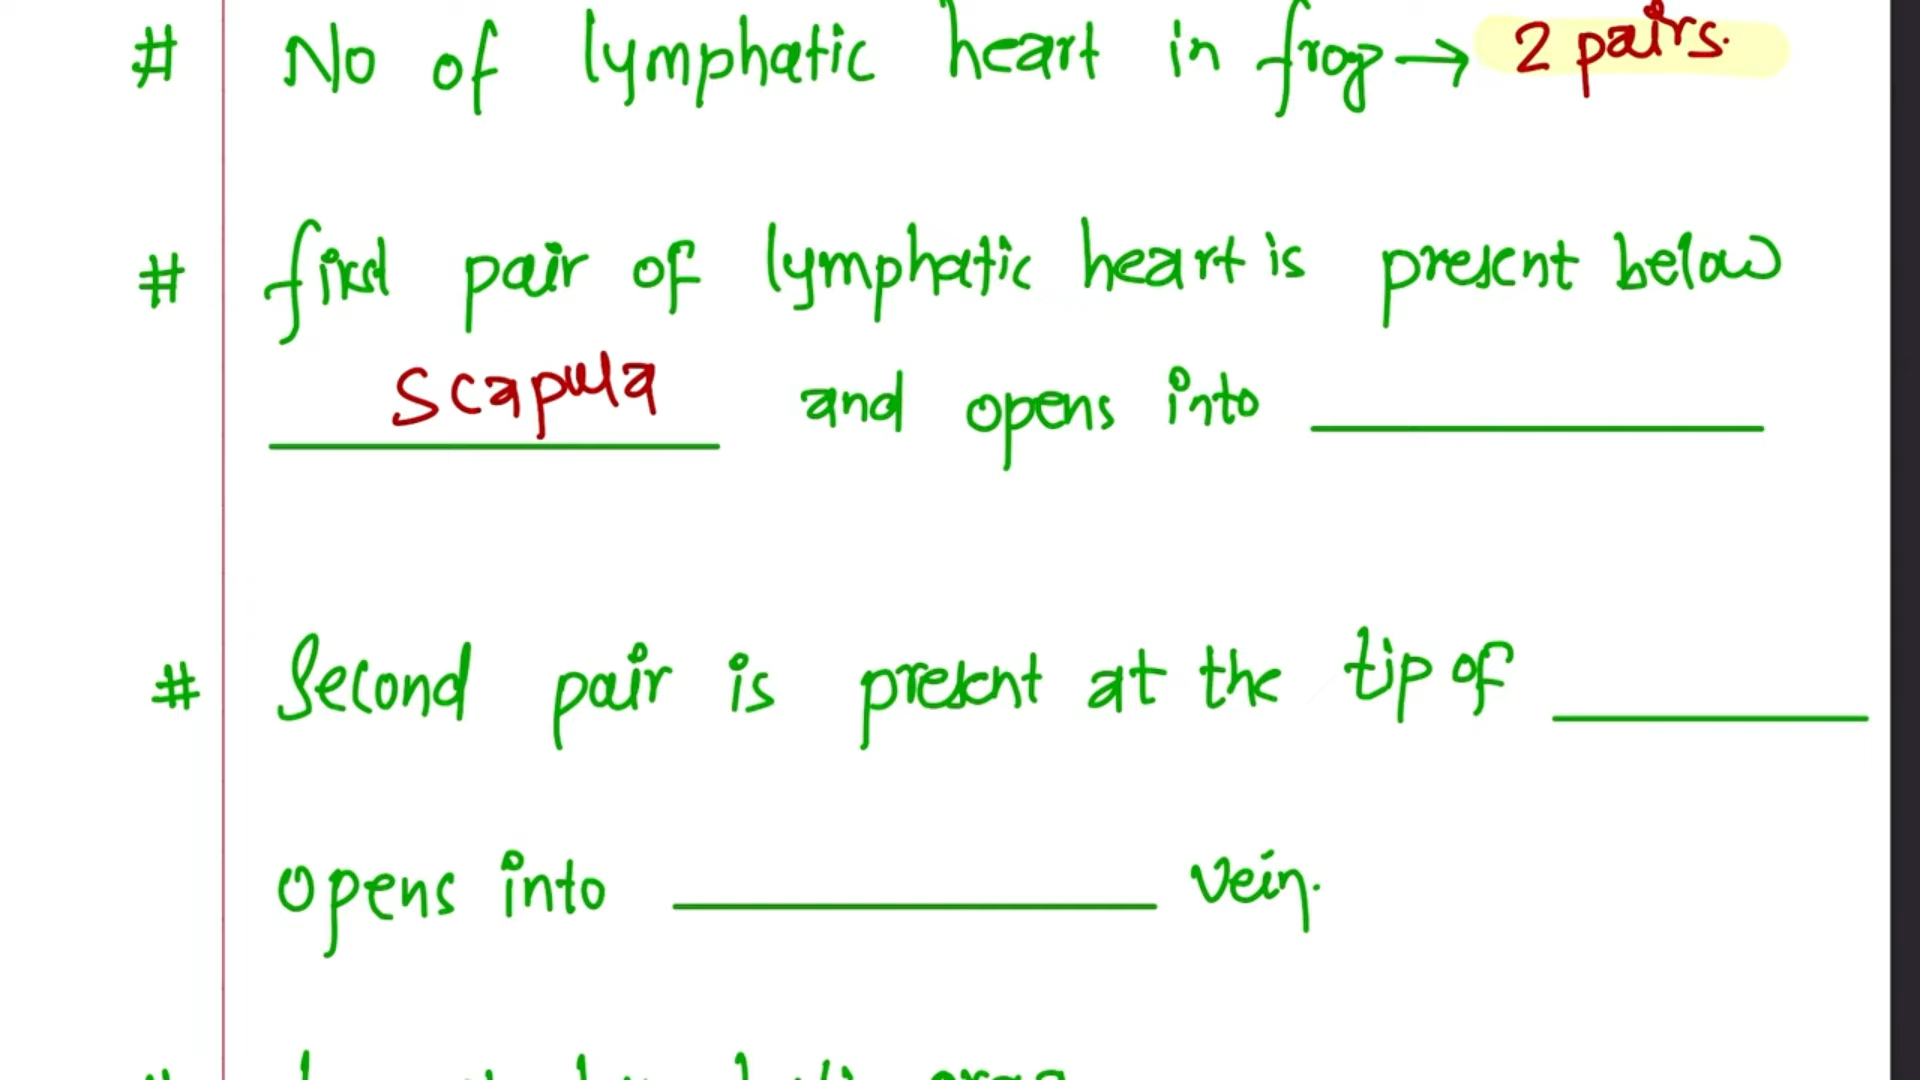 # No of lymphatic heart in frog → 2 pairs.
# first pair of lymphatic heart is present below
Scapula and opens into
# Second pair is present at the tip of
opens into vein.